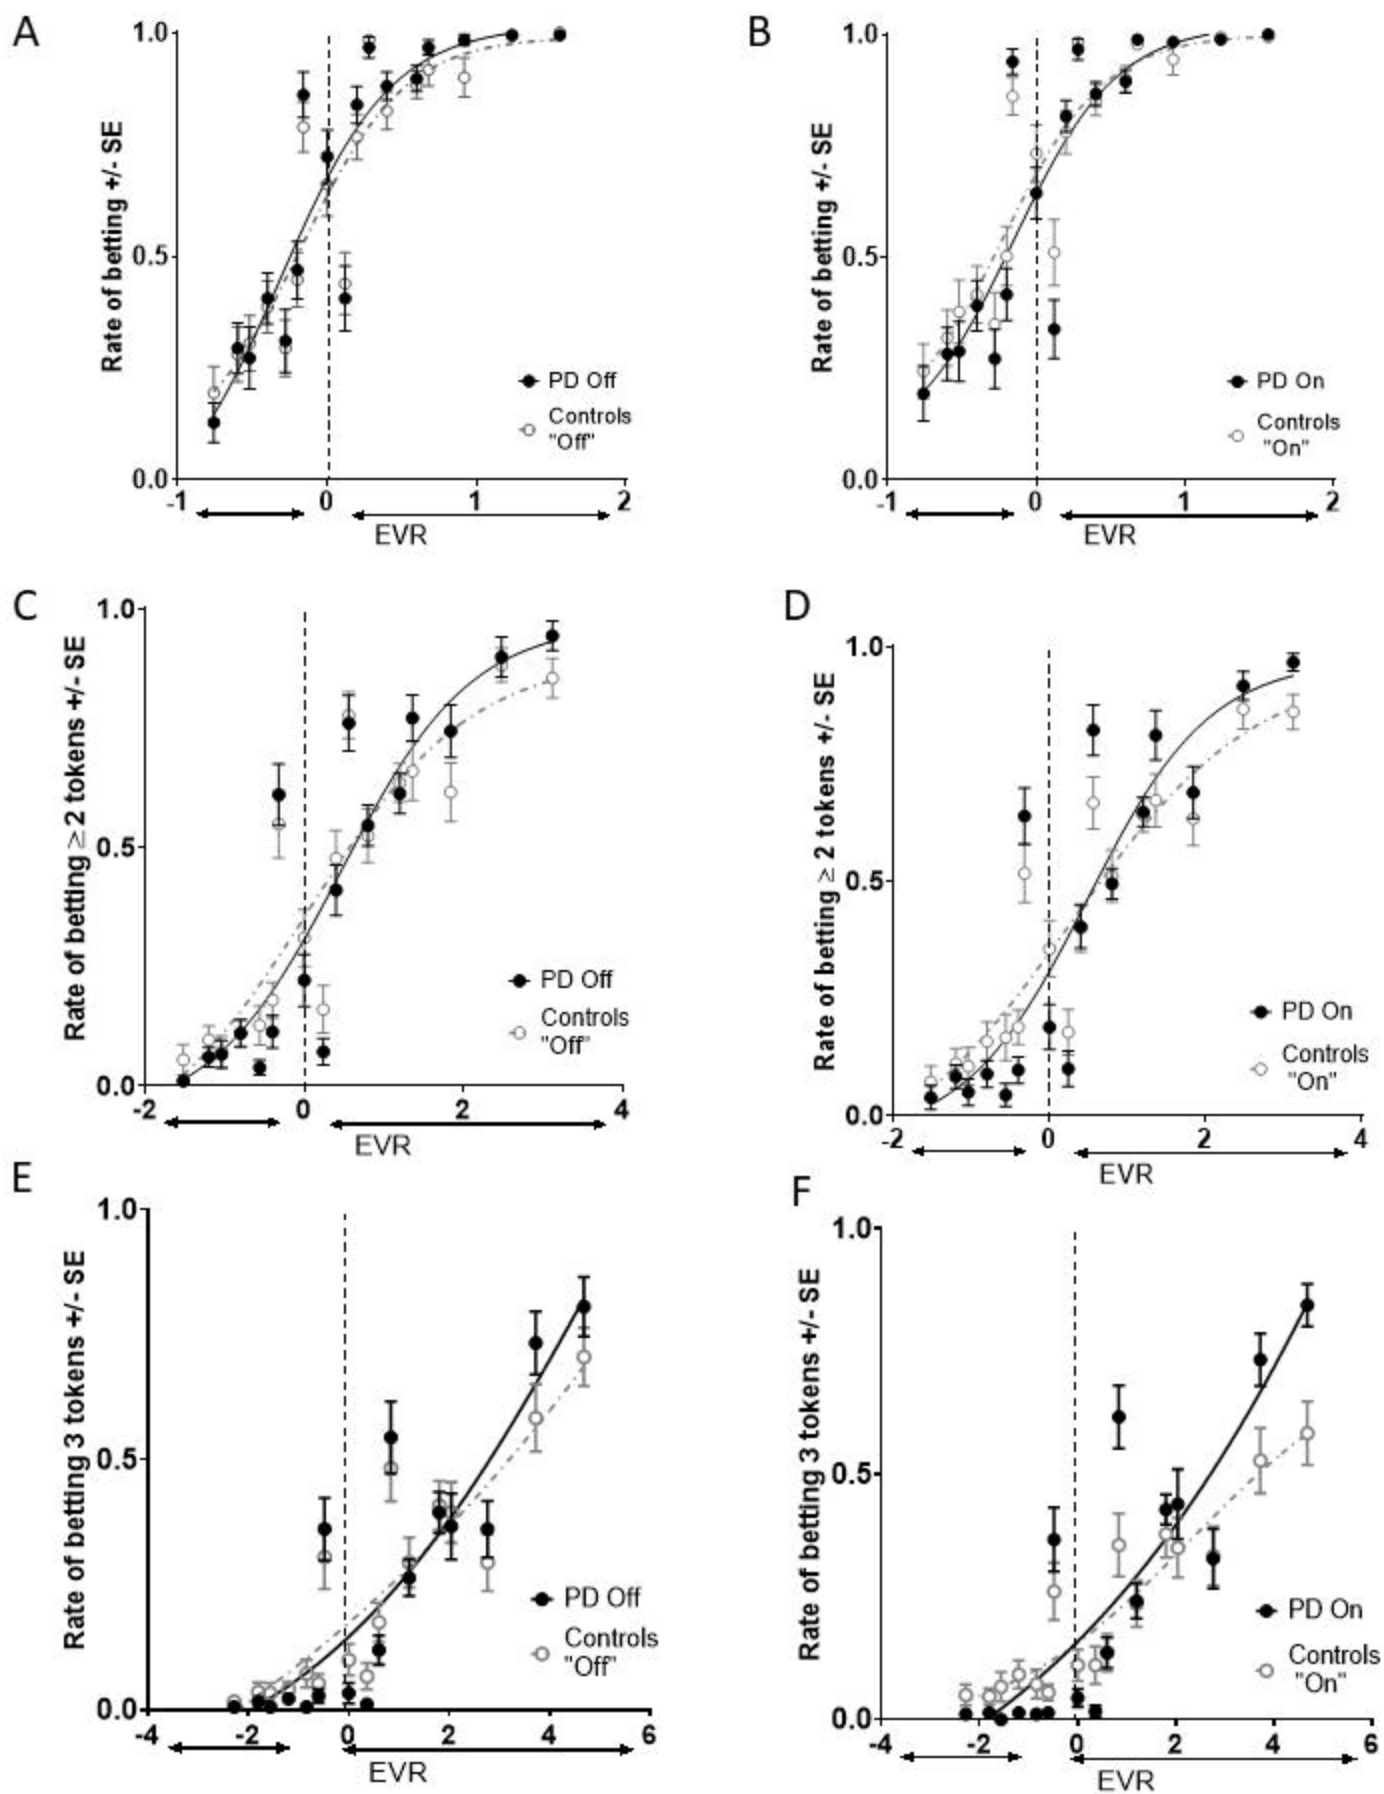 A
1.0
0.5
0.0
Rate of betting +/- SE
PD Off
Controls
"Off"
-1
0
1
2
EVR
B
1.0
0.5
0.0
Rate of betting +/- SE
PD On
Controls
"On"
-1
0
1
2
EVR
C
1.0
0.5
0.0
Rate of betting ≥2 tokens +/- SE
PD Off
Controls
"Off"
-2
0
2
4
EVR
D
1.0
0.5
0.0
Rate of betting ≥ 2 tokens +/- SE
PD On
Controls
"On"
-2
0
2
4
EVR
E
1.0
0.5
0.0
Rate of betting 3 tokens +/- SE
PD Off
Controls
"Off"
-4
-2
0
2
4
6
EVR
F
1.0
0.5
0.0
Rate of betting 3 tokens +/- SE
PD On
Controls
"On"
-4
-2
0
2
4
6
EVR